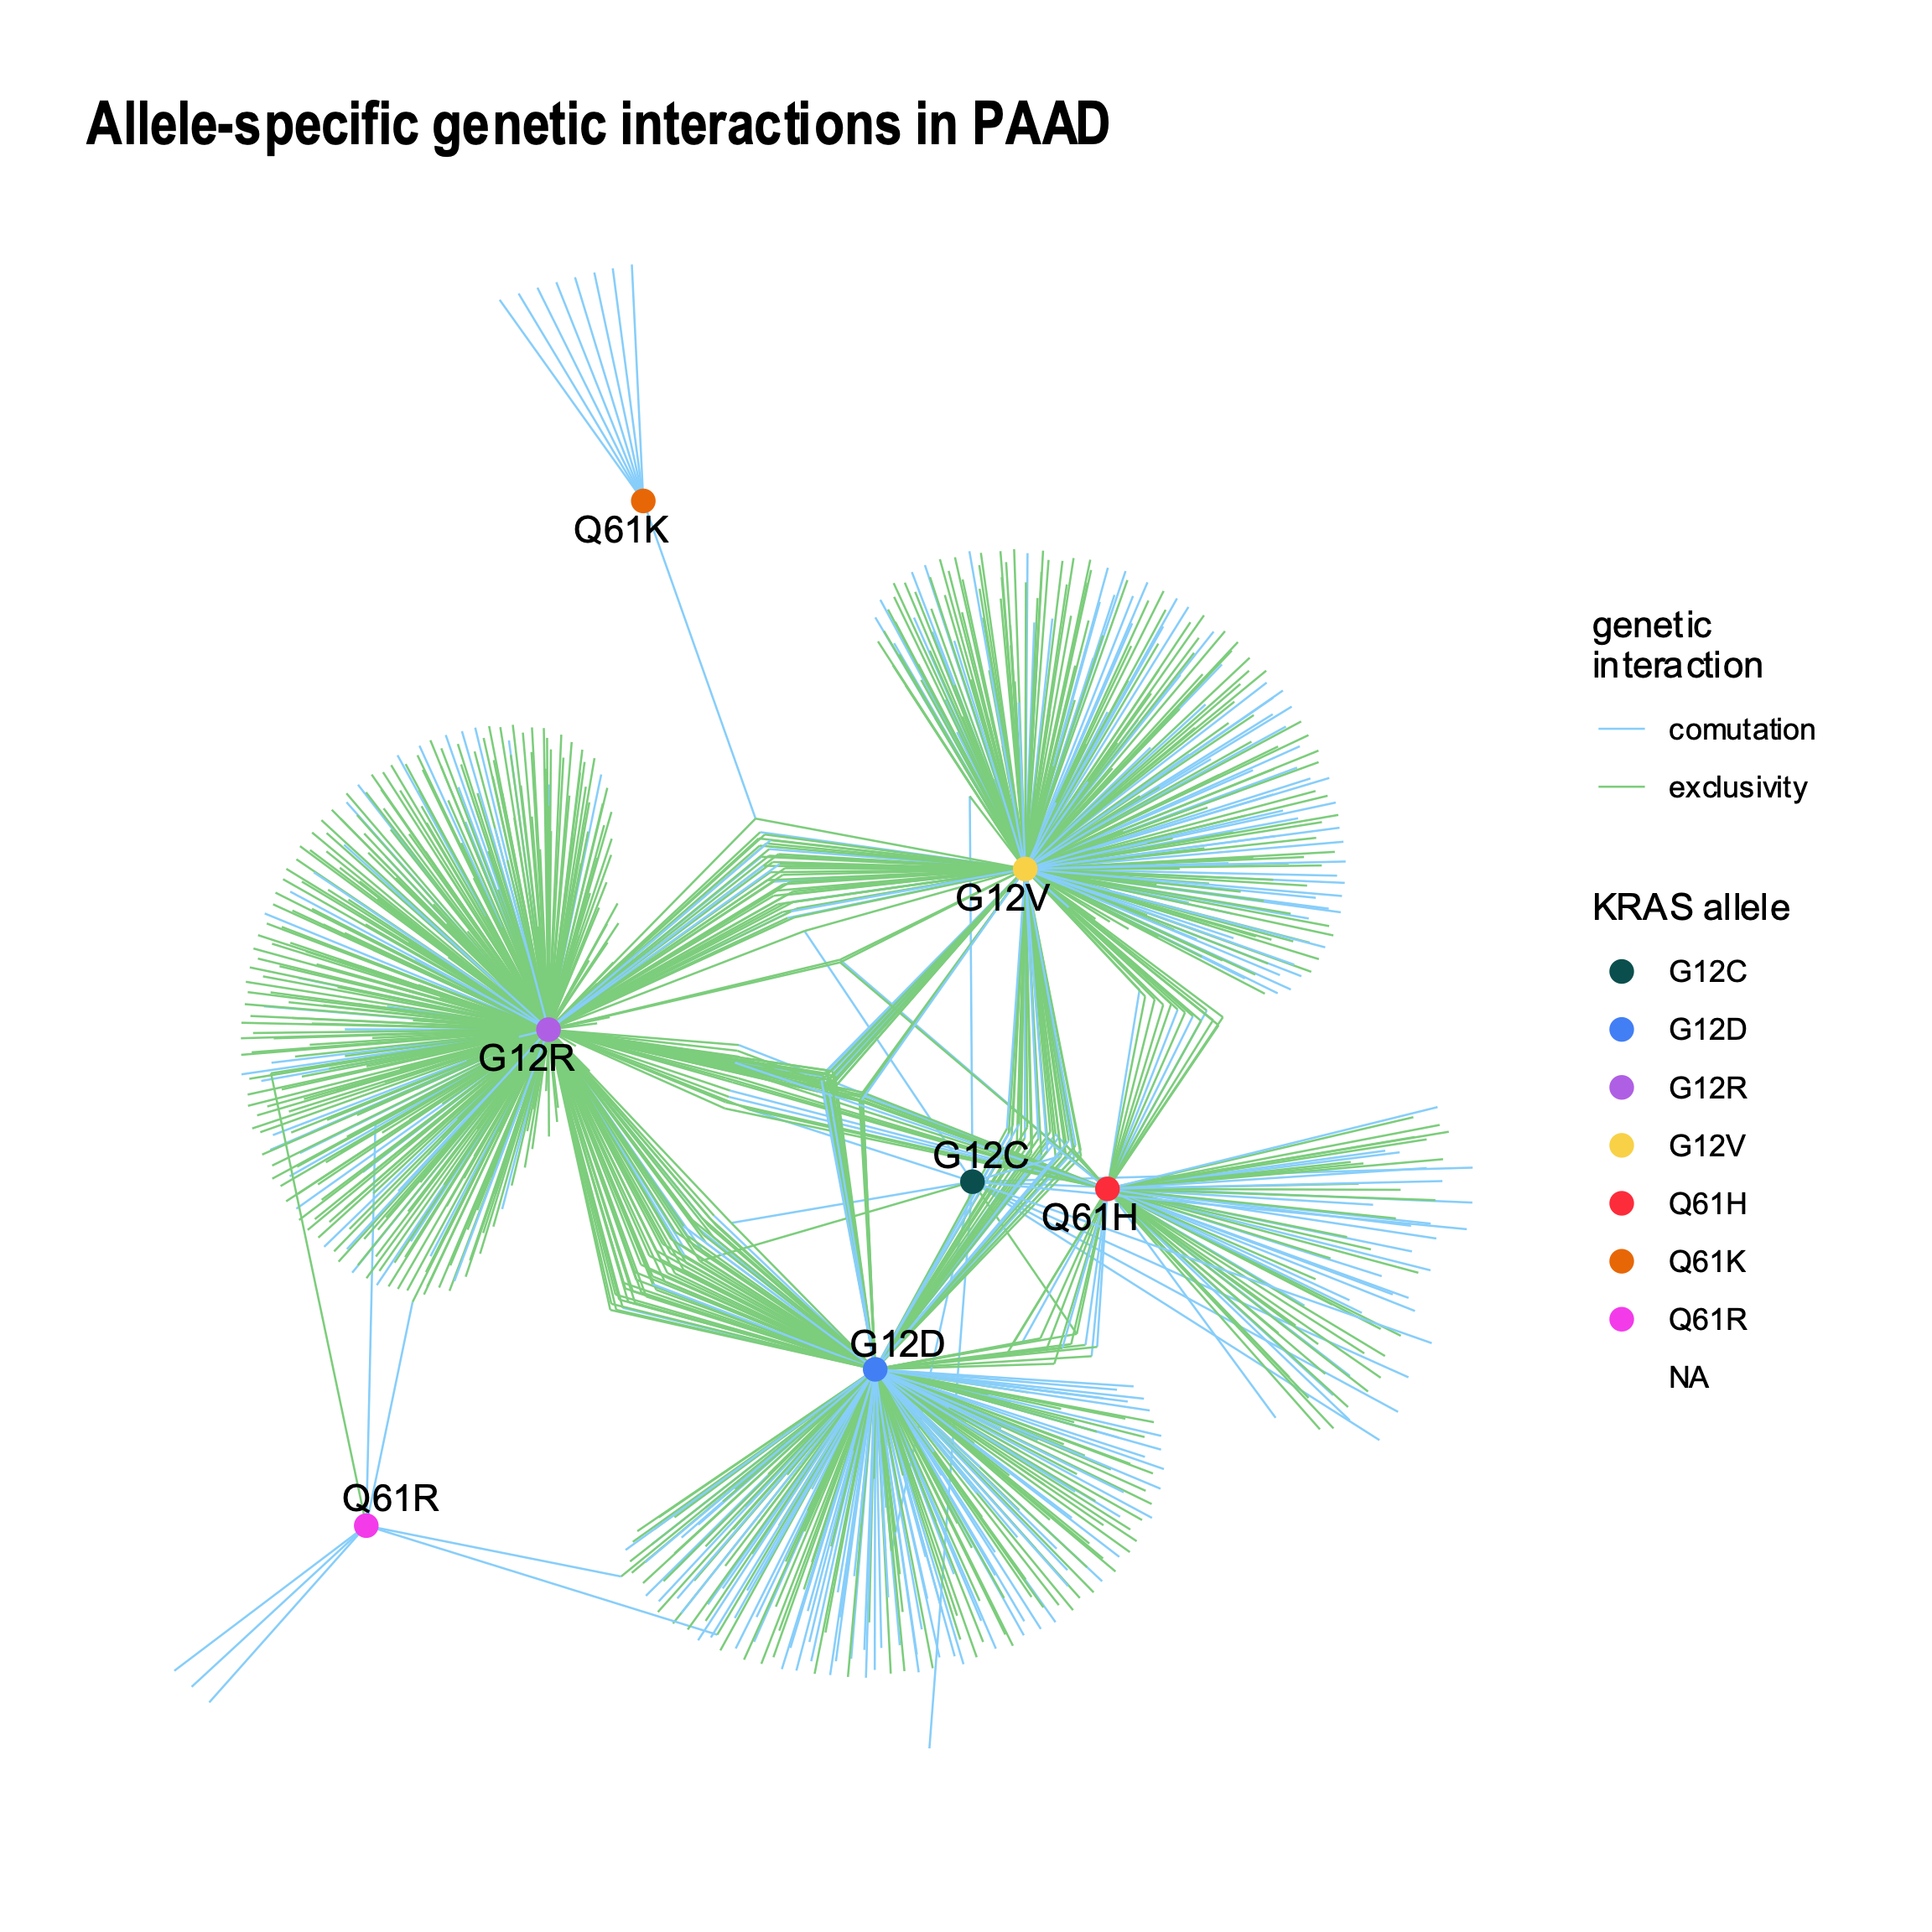 Allele-specific genetic interactions in PAAD
Q61K
G12V
G12R
G12C
Q61H
G12D
Q61R
genetic
interaction
comutation
exclusivity
KRAS allele
G12C
G12D
G12R
G12V
Q61H
Q61K
Q61R
NA